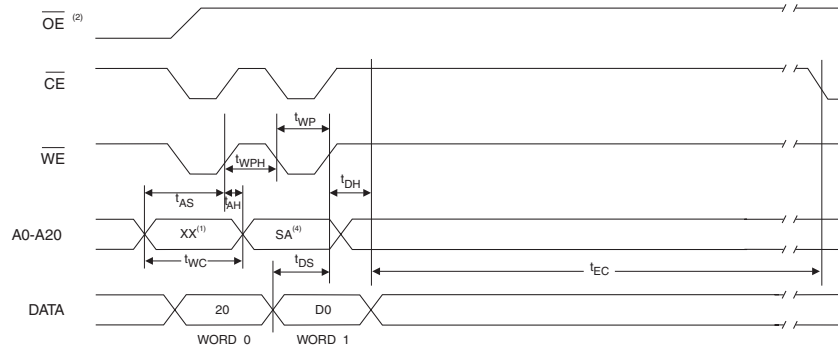 OE (2)
CE
tWP
WE
tWPH
tDH
tAS
tAH
A0-A20
XX(1)
SA(4)
tWC
tDS
tEC
DATA
20
D0
WORD 0
WORD 1